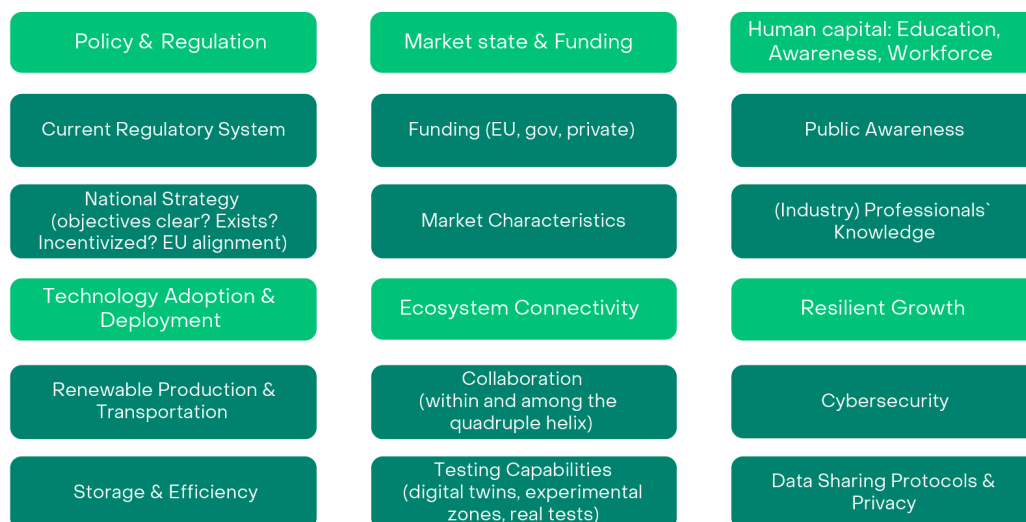 Policy & Regulation
Market state & Funding
Human capital: Education,
Awareness, Workforce
Current Regulatory System
Funding (EU, gov, private)
Public Awareness
National Strategy
(objectives clear? Exists?
Incentivized? EU alignment)
Market Characteristics
(Industry) Professionals`
Knowledge
Technology Adoption &
Deployment
Ecosystem Connectivity
Resilient Growth
Renewable Production &
Transportation
Collaboration
(within and among the
quadruple helix)
Cybersecurity
Storage & Efficiency
Testing Capabilities
(digital twins, experimental
zones, real tests)
Data Sharing Protocols &
Privacy